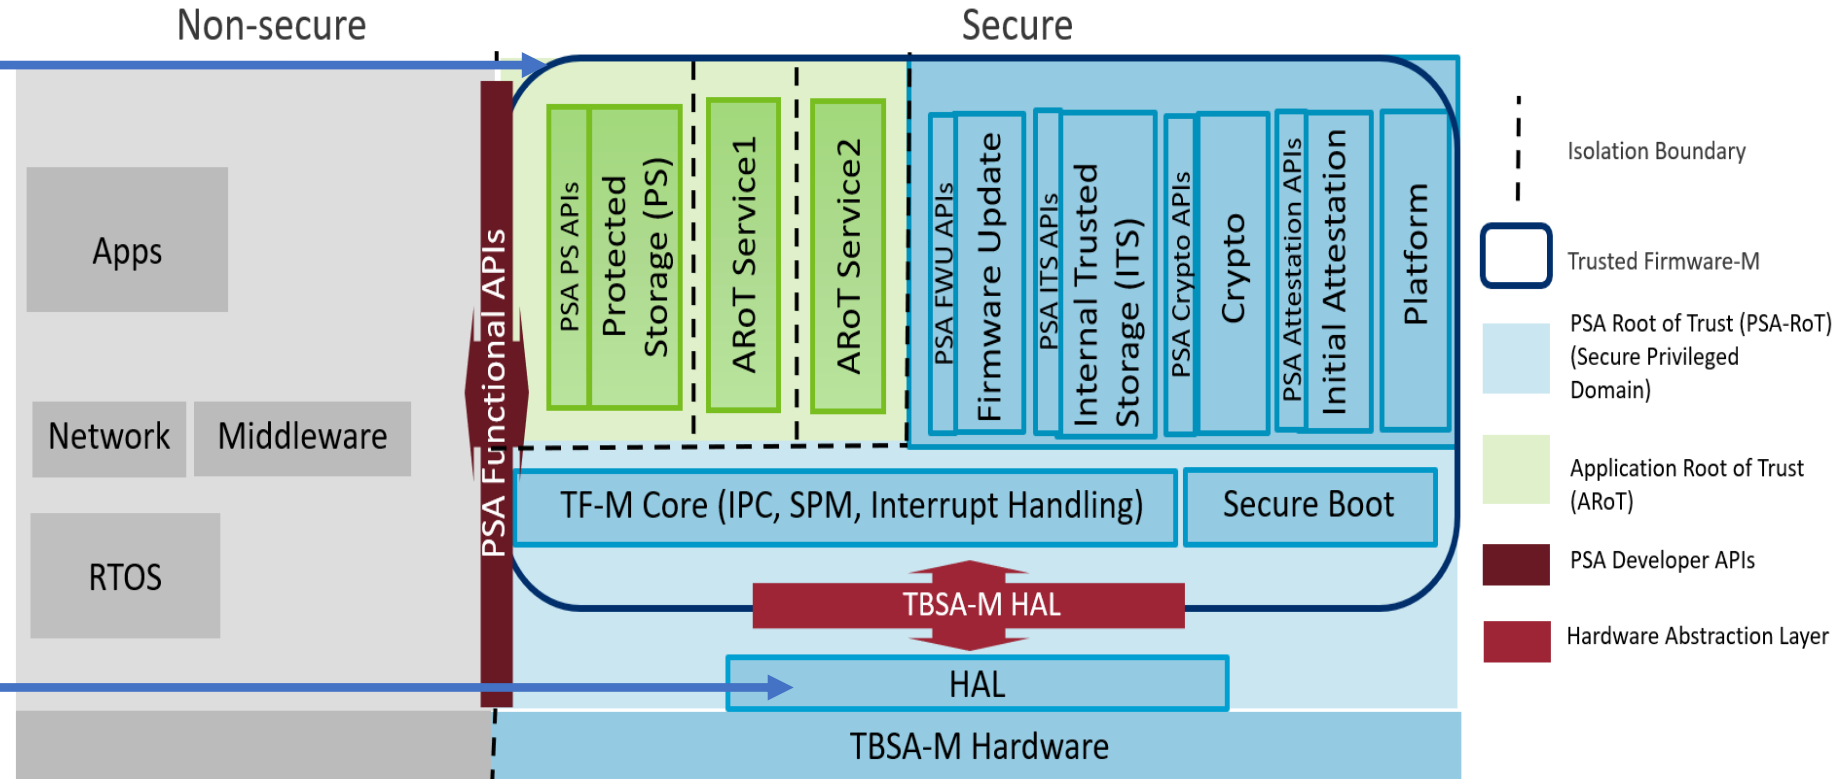 Non-secure
Secure
Apps
Network
Middleware
RTOS
PSA Functional APIs
PSA PS APIs
Protected
Storage (PS)
ARoT Service1
ARoT Service2
PSA FWU APIs
Firmware Update
PSA ITS APIs
Internal Trusted
Storage (ITS)
PSA Crypto APIs
Crypto
PSA Attestation APIs
Initial Attestation
Platform
TF-M Core (IPC, SPM, Interrupt Handling)
Secure Boot
TBSA-M HAL
HAL
TBSA-M Hardware
Isolation Boundary
Trusted Firmware-M
PSA Root of Trust (PSA-RoT)
(Secure Privileged
Domain)
Application Root of Trust
(ARoT)
PSA Developer APIs
Hardware Abstraction Layer